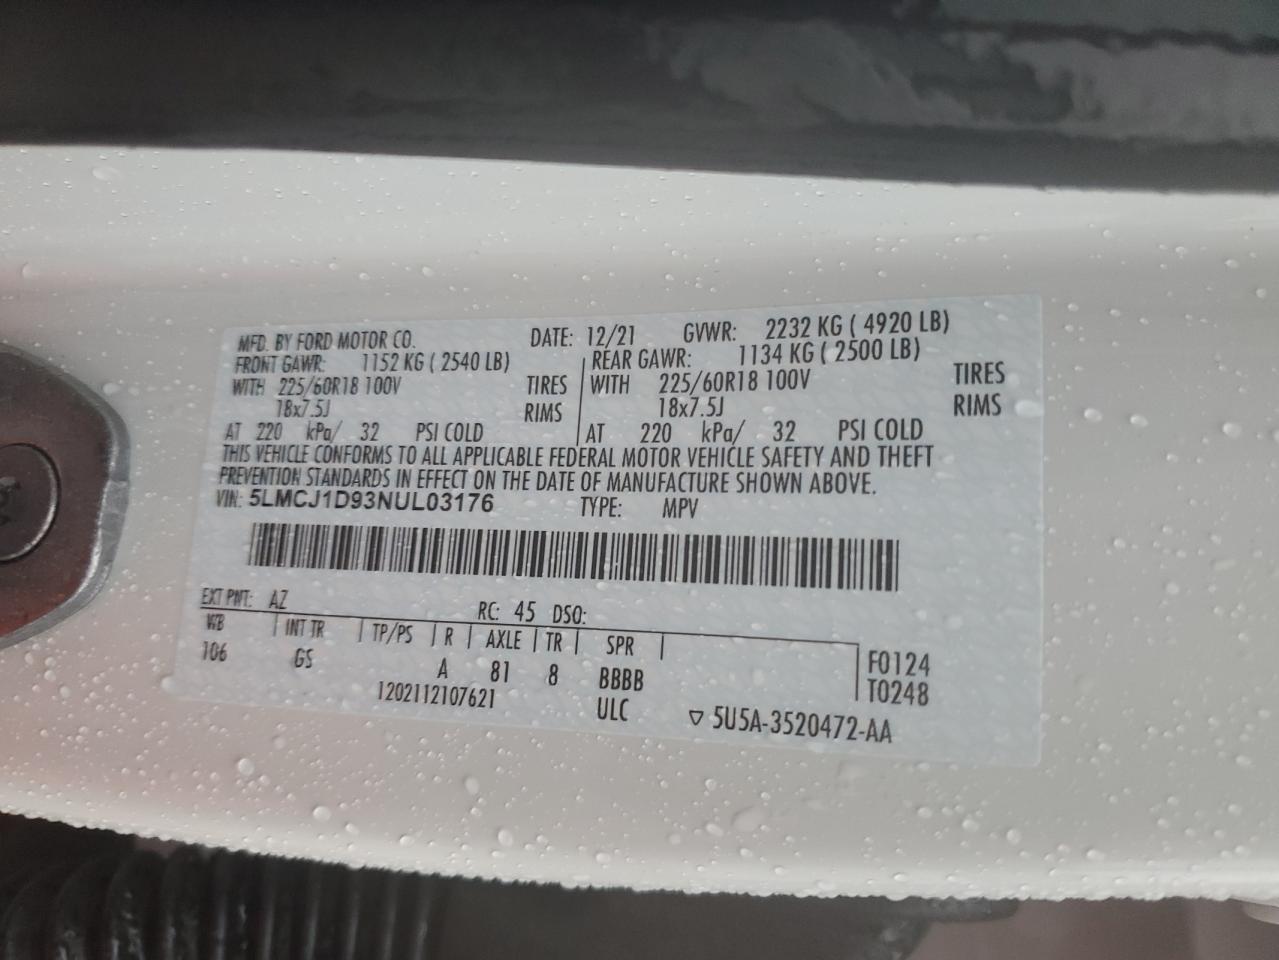 MFD. BY FORD MOTOR CO. DATE: 12/21 GVWR: 2232 KG ( 4920 LB)
FRONT GAWR: 1152 KG ( 2540 LB) REAR GAWR: 1134 KG ( 2500 LB)
WITH 225/60R18 100V TIRES WITH 225/60R18 100V TIRES
18x7.5J RIMS 18x7.5J RIMS
AT 220 kPa/ 32 PSI COLD AT 220 kPa/ 32 PSI COLD
THIS VEHICLE CONFORMS TO ALL APPLICABLE FEDERAL MOTOR VEHICLE SAFETY AND THEFT
PREVENTION STANDARDS IN EFFECT ON THE DATE OF MANUFACTURE SHOWN ABOVE.
VIN: 5LMCJ1D93NUL03176 TYPE: MPV
EXT PNT: AZ RC: 45 DSO:
WB INT TR TP/PS R AXLE TR SPR
106 GS A 81 8 BBBB F0124
T0248
1202112107621 ULC ▽ 5U5A-3520472-AA